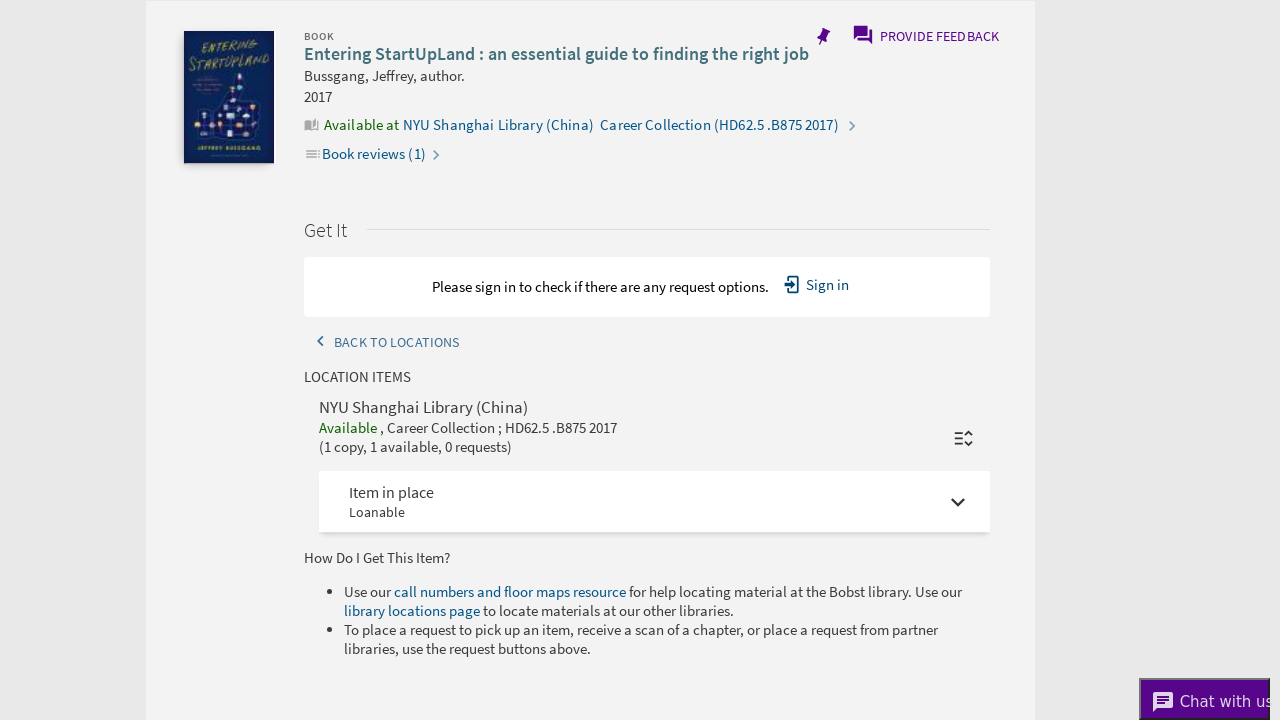 ENTERING
STARTUPLAND
JEFFREY BUSSGANG
BOOK
PROVIDE FEEDBACK
Entering StartUpLand : an essential guide to finding the right job
Bussgang, Jeffrey, author.
2017
Available at NYU Shanghai Library (China) Career Collection (HD62.5 .B875 2017)
Book reviews (1)
Get It
Please sign in to check if there are any request options. Sign in
BACK TO LOCATIONS
LOCATION ITEMS
NYU Shanghai Library (China)
Available , Career Collection ; HD62.5 .B875 2017
(1 copy, 1 available, 0 requests)
Item in place
Loanable
How Do I Get This Item?
Use our call numbers and floor maps resource for help locating material at the Bobst library. Use our
library locations page to locate materials at our other libraries.
To place a request to pick up an item, receive a scan of a chapter, or place a request from partner
libraries, use the request buttons above.
Chat with us